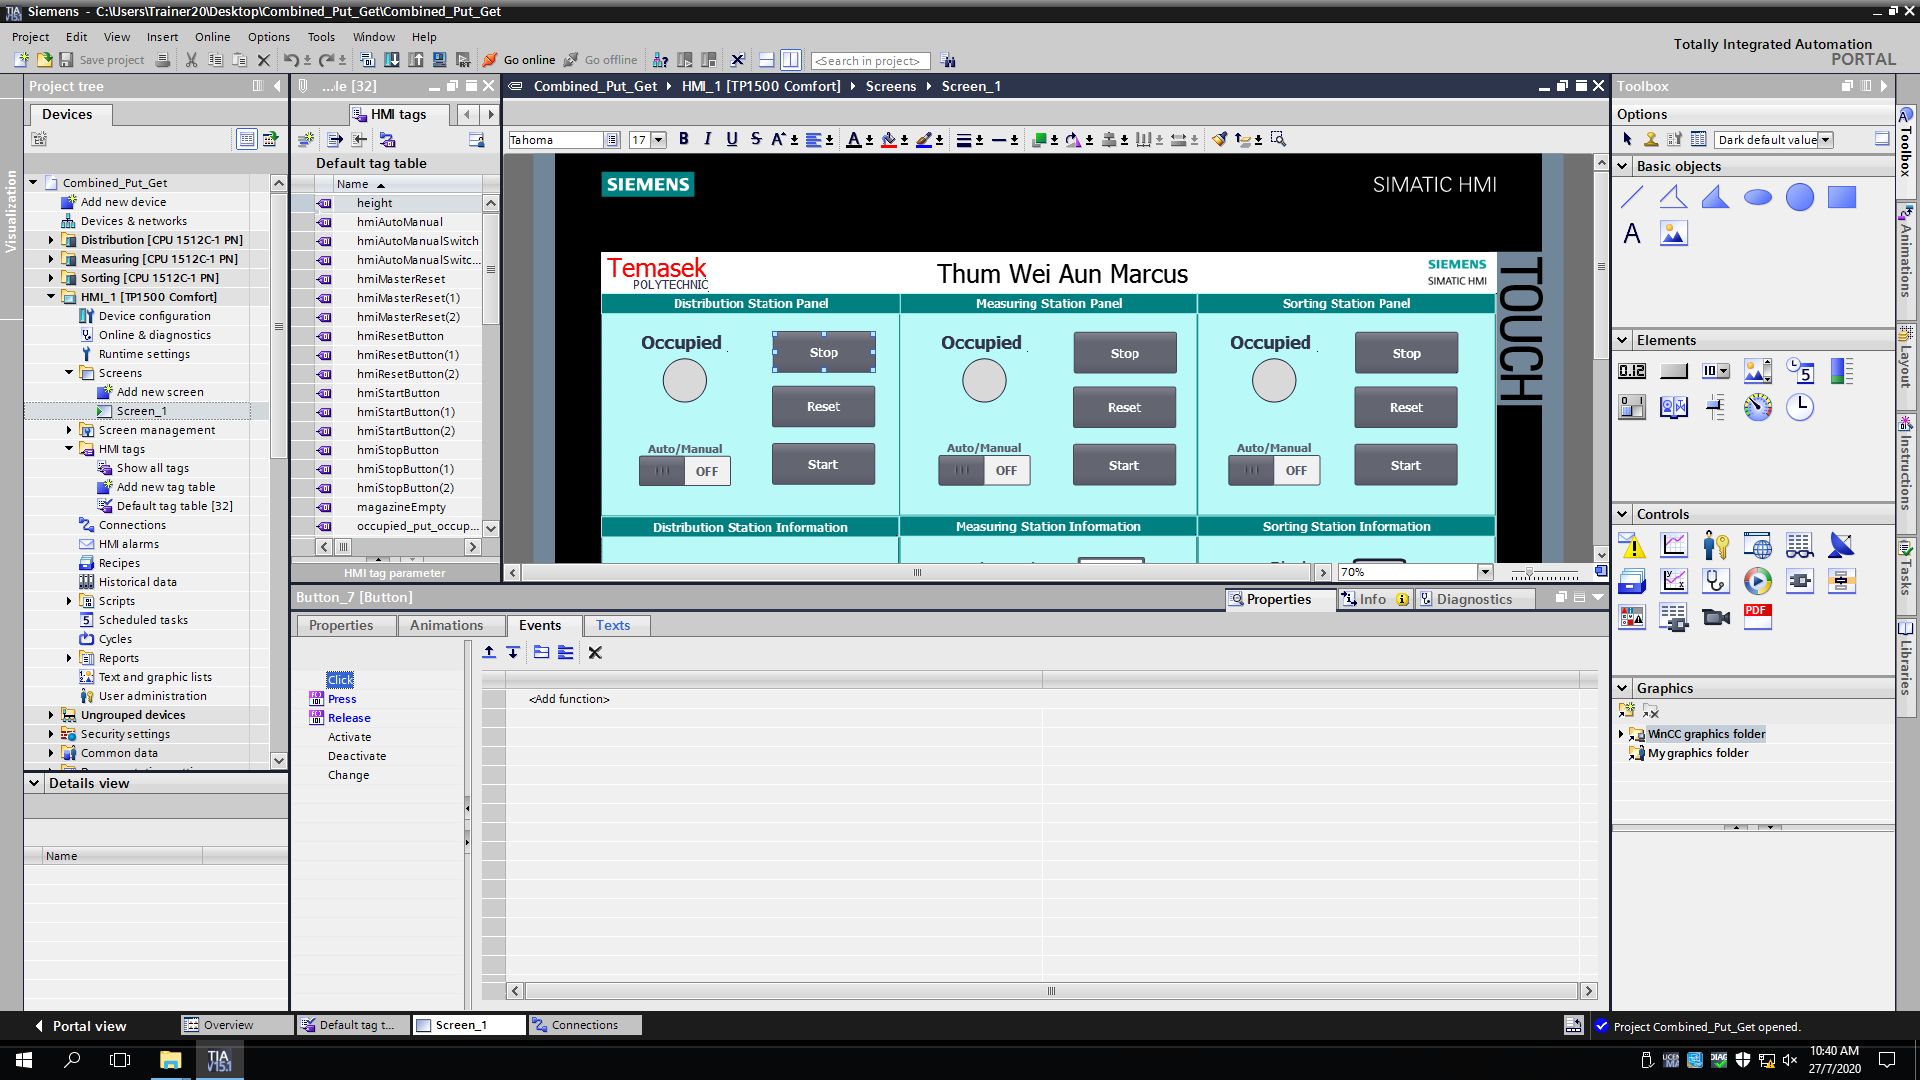 Siemens - C:\Users\Trainer20\Desktop\Combined_Put_Get\Combined_Put_Get
Project Edit View Insert Online Options Tools Window Help
Totally Integrated Automation
PORTAL
Save project
Go online
Go offline
<Search in project>
Project tree
...le [32]
Combined_Put_Get HMI_1 [TP1500 Comfort] Screens Screen_1
Toolbox
Devices
HMI tags
Options
Tahoma
17
B I U S
Dark default value
Default tag table
Basic objects
Name
Visualization
Combined_Put_Get
Add new device
Devices & networks
Distribution [CPU 1512C-1 PN]
Measuring [CPU 1512C-1 PN]
Sorting [CPU 1512C-1 PN]
HMI_1 [TP1500 Comfort]
Device configuration
Online & diagnostics
Runtime settings
Screens
Add new screen
Screen_1
Screen management
HMI tags
Show all tags
Add new tag table
Default tag table [32]
Connections
HMI alarms
Recipes
Historical data
Scripts
Scheduled tasks
Cycles
Reports
Text and graphic lists
User administration
Ungrouped devices
Security settings
Common data
height
hmiAutoManual
hmiAutoManualSwitch
hmiAutoManualSwitc...
hmiMasterReset
hmiMasterReset(1)
hmiMasterReset(2)
hmiResetButton
hmiResetButton(1)
hmiResetButton(2)
hmiStartButton
hmiStartButton(1)
hmiStartButton(2)
hmiStopButton
hmiStopButton(1)
hmiStopButton(2)
magazineEmpty
occupied_put_occup...
HMI tag parameter
SIEMENS
SIMATIC HMI
Temasek
POLYTECHNIC
Thum Wei Aun Marcus
SIEMENS
SIMATIC HMI
TOUCH
Distribution Station Panel
Measuring Station Panel
Sorting Station Panel
Occupied
Stop
Occupied
Stop
Occupied
Stop
Reset
Reset
Reset
Auto/Manual
Auto/Manual
Auto/Manual
OFF
Start
OFF
Start
OFF
Start
Distribution Station Information
Measuring Station Information
Sorting Station Information
70%
Elements
Controls
PDF
Graphics
WinCC graphics folder
My graphics folder
Toolbox
Animations
Layout
Instructions
Tasks
Libraries
Button_7 [Button]
Properties
Info
Diagnostics
Properties
Animations
Events
Texts
Click
Press
Release
Activate
Deactivate
Change
<Add function>
Details view
Name
Portal view
Overview
Default tag t...
Screen_1
Connections
Project Combined_Put_Get opened.
TIA
V15.1
10:40 AM
27/7/2020